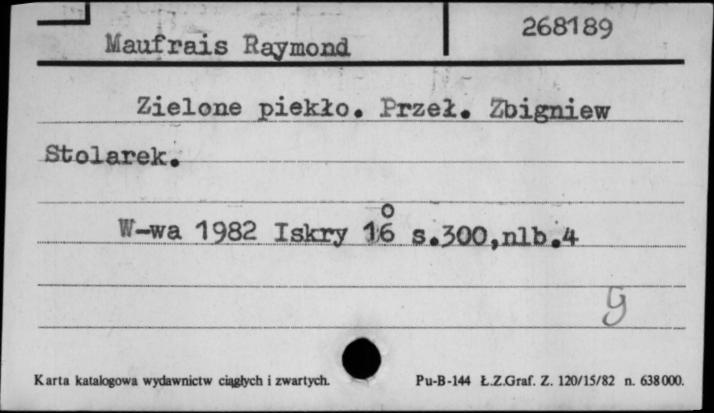 268189
Maufrais Raymond
Zielone piekło. Przeł. Zbigniew
Stolarek.
W-wa 1982 Iskry 16° s.300,nlb.4
g
Karta katalogowa wydawnictw ciągłych i zwartych. Pu-B-144 Ł.Z.Graf. Z. 120/15/82 n. 638000.